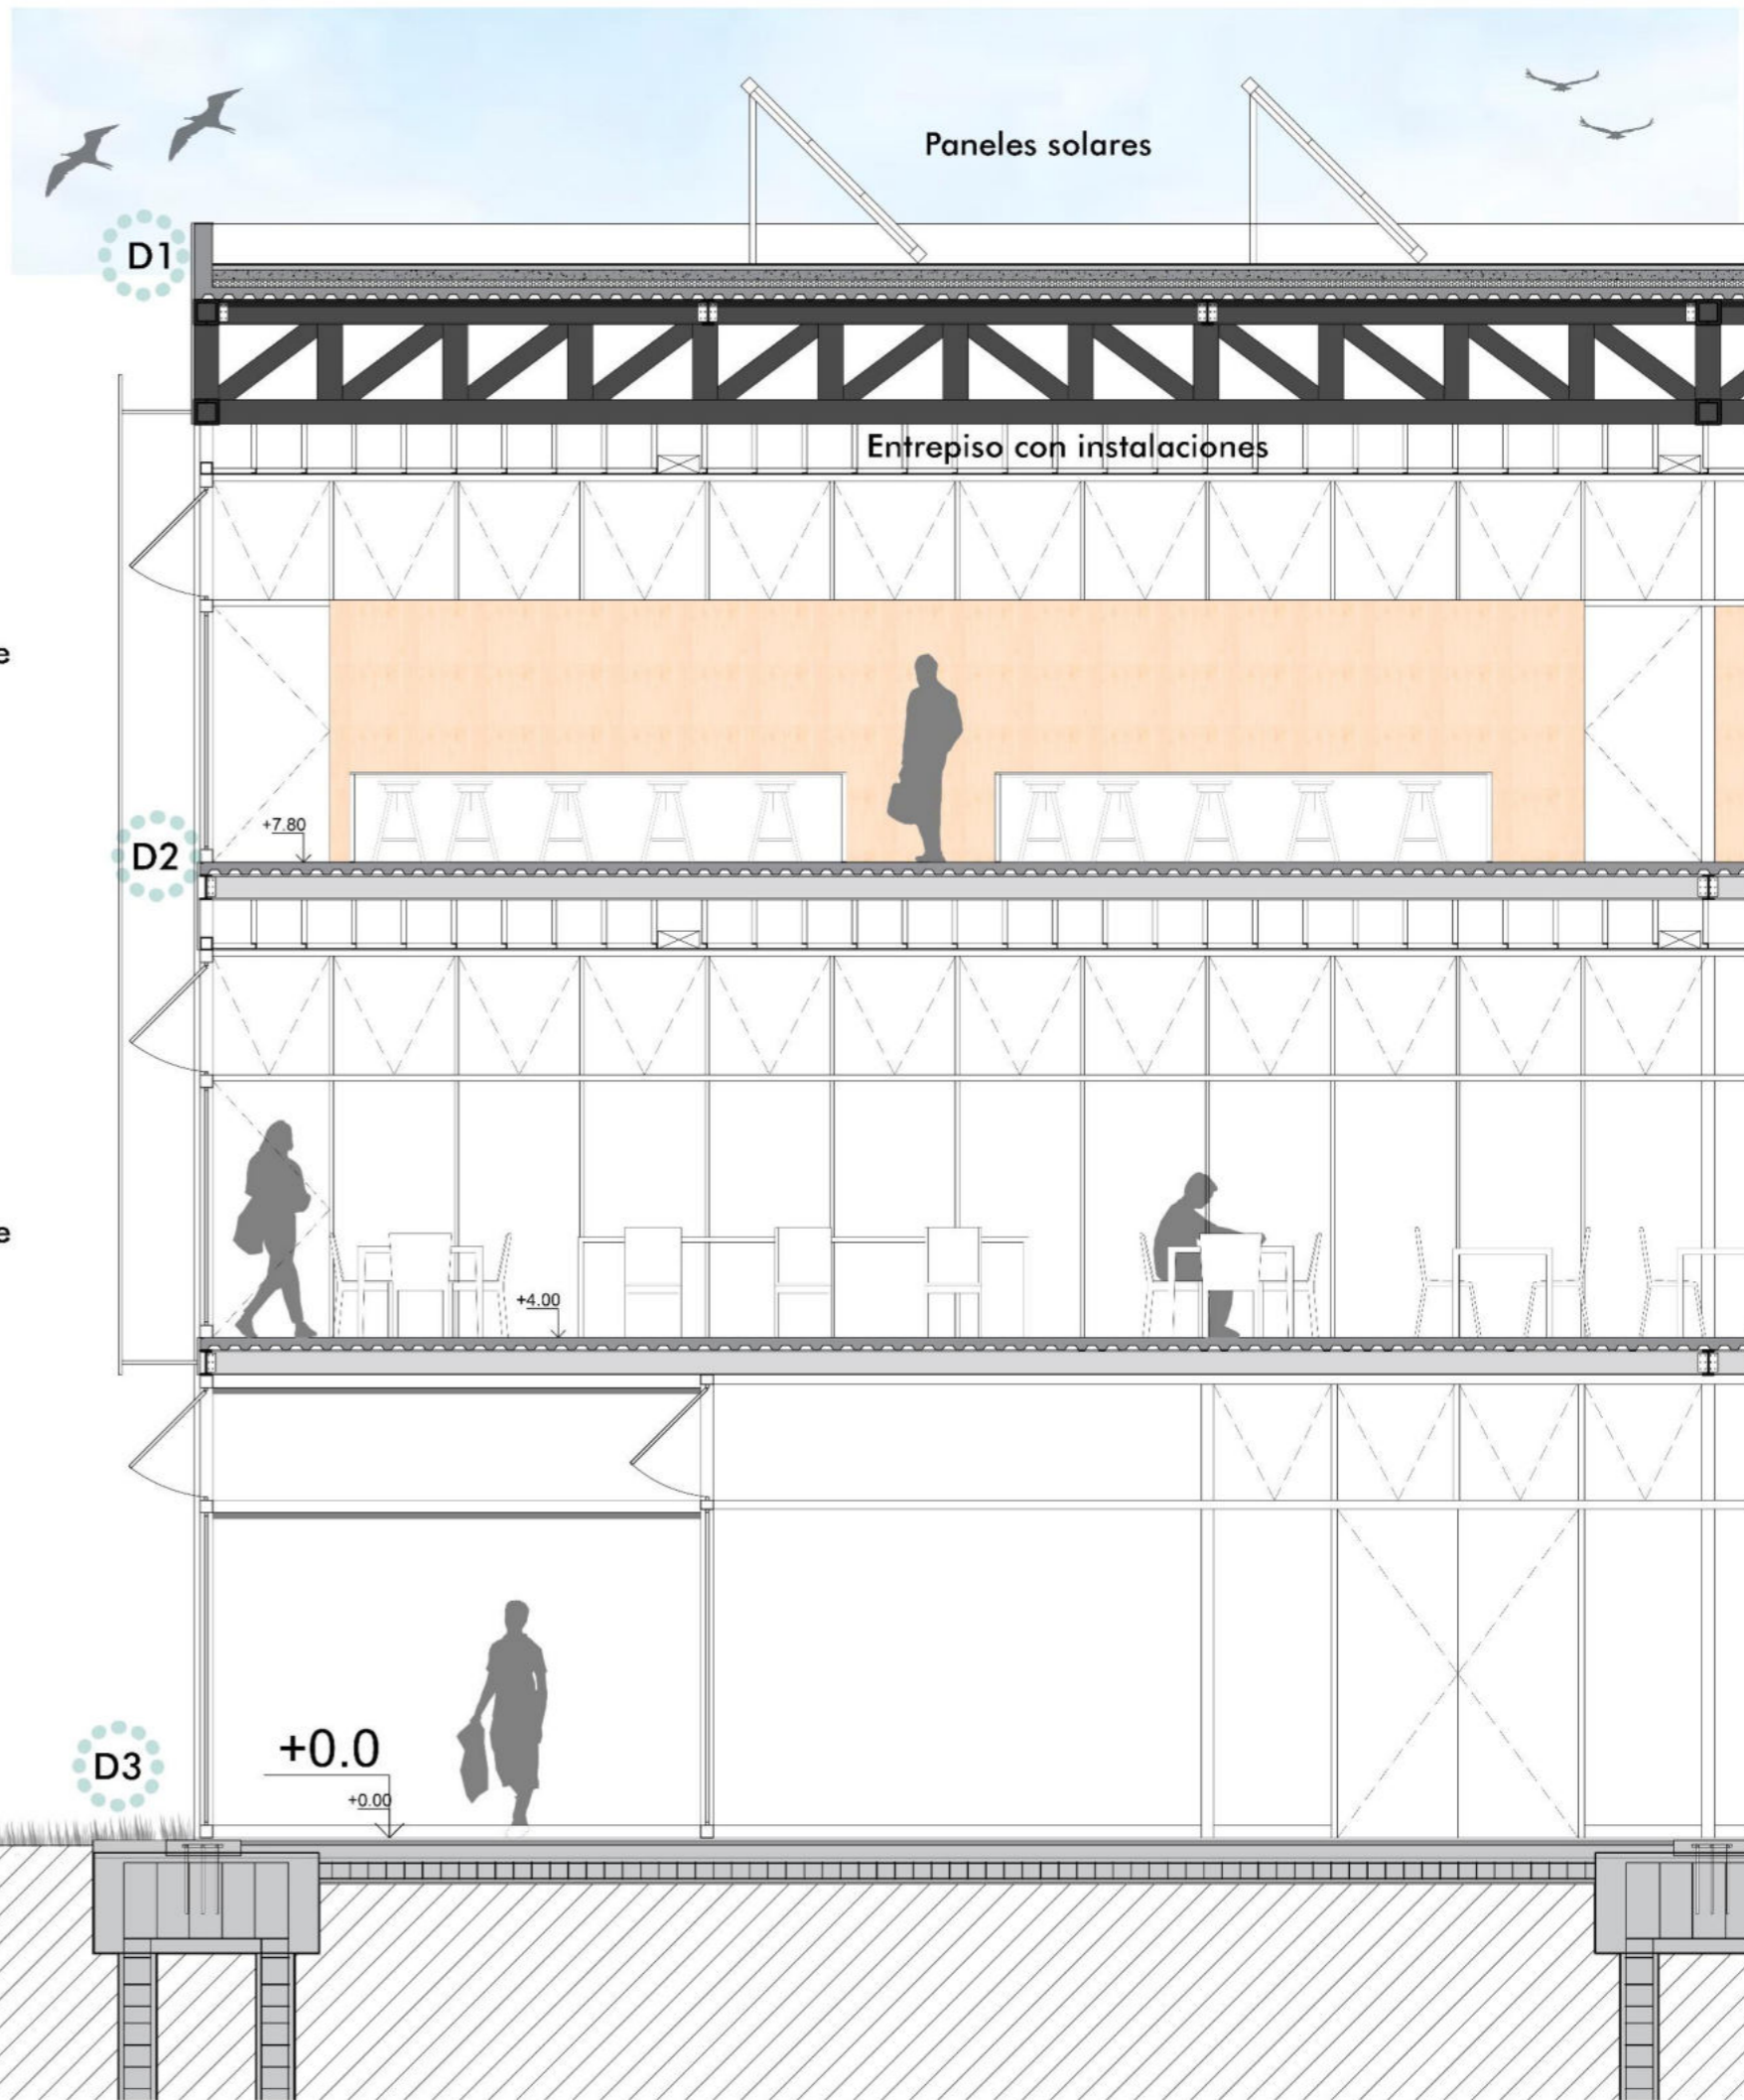 Paneles solares
D1
Entrepiso con instalaciones
e
+7.80
D2
e
+4.00
+0.0
D3
+0.00